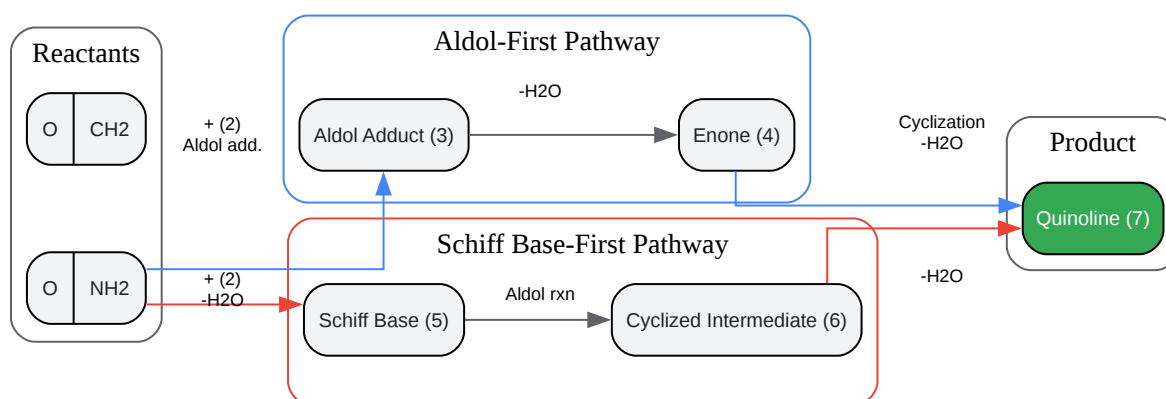 Reactants
O
CH2
O
NH2
+ (2)
Aldol add.
+ (2)
-H2O
Aldol-First Pathway
Aldol Adduct (3)
-H2O
Enone (4)
Schiff Base-First Pathway
Schiff Base (5)
Aldol rxn
Cyclized Intermediate (6)
Cyclization
-H2O
-H2O
Product
Quinoline (7)